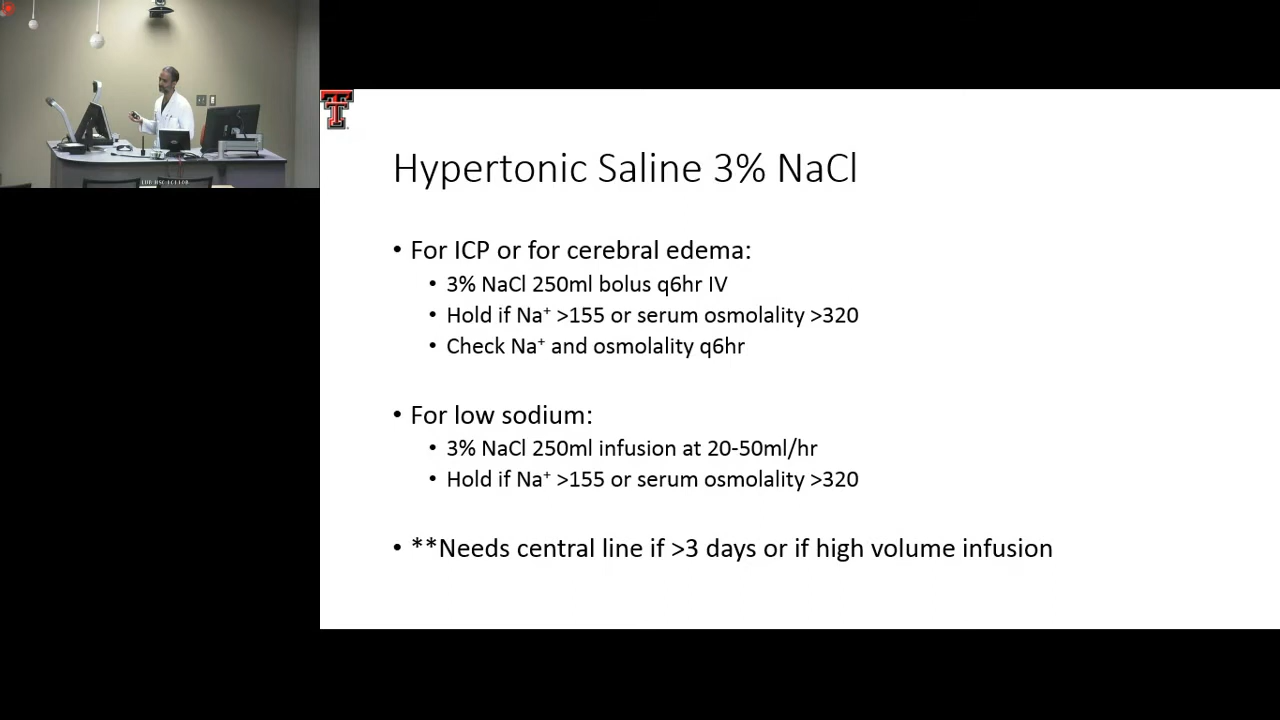 Hypertonic Saline 3% NaCl
• For ICP or for cerebral edema:
• 3% NaCl 250ml bolus q6hr IV
• Hold if Na⁺ >155 or serum osmolality >320
• Check Na⁺ and osmolality q6hr
• For low sodium:
• 3% NaCl 250ml infusion at 20-50ml/hr
• Hold if Na⁺ >155 or serum osmolality >320
• **Needs central line if >3 days or if high volume infusion